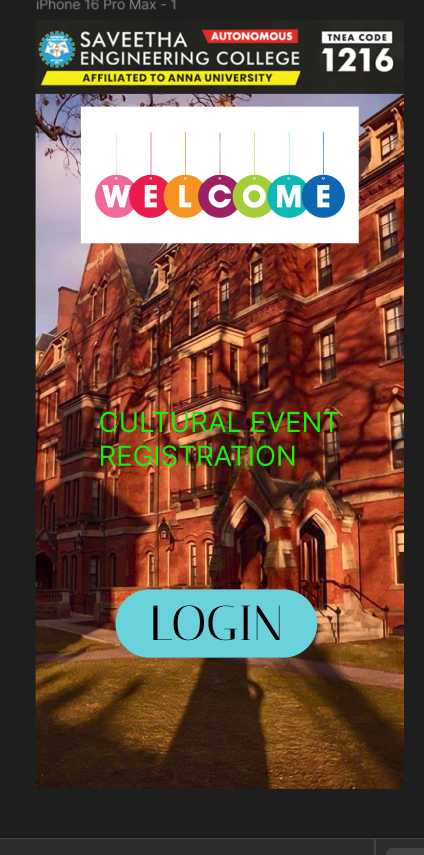 iPhone 16 Pro Max - 1
SAVEETHA
ENGINEERING COLLEGE
AUTONOMOUS
AFFILIATED TO ANNA UNIVERSITY
TNEA CODE
1216
WELCOME
CULTURAL EVENT
REGISTRATION
LOGIN